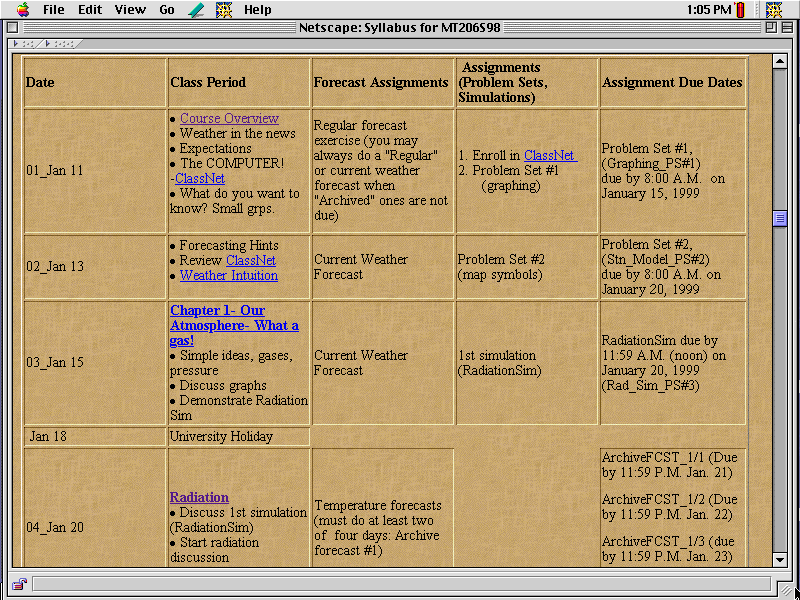 File Edit View Go Help 1:05 PM
Netscape: Syllabus for MT206S98
Date
Class Period
Forecast Assignments
Assignments
(Problem Sets,
Simulations)
Assignment Due Dates
01_Jan 11
• Course Overview
• Weather in the news
• Expectations
• The COMPUTER!
-ClassNet
• What do you want to
know? Small grps.
Regular forecast
exercise (you may
always do a "Regular"
or current weather
forecast when
"Archived" ones are not
due)
1. Enroll in ClassNet
2. Problem Set #1
(graphing)
Problem Set #1,
(Graphing_PS#1)
due by 8:00 A.M. on
January 15, 1999
02_Jan 13
• Forecasting Hints
• Review ClassNet
• Weather Intuition
Current Weather
Forecast
Problem Set #2
(map symbols)
Problem Set #2,
(Stn_Model_PS#2)
due by 8:00 A.M. on
January 20, 1999
03_Jan 15
Chapter 1- Our
Atmosphere- What a
gas!
• Simple ideas, gases,
pressure
• Discuss graphs
• Demonstrate Radiation
Sim
Current Weather
Forecast
1st simulation
(RadiationSim)
RadiationSim due by
11:59 A.M. (noon) on
January 20, 1999
(Rad_Sim_PS#3)
Jan 18
University Holiday
04_Jan 20
Radiation
• Discuss 1st simulation
(RadiationSim)
• Start radiation
discussion
Temperature forecasts
(must do at least two
of four days: Archive
forecast #1)
ArchiveFCST_1/1 (Due
by 11:59 P.M. Jan. 21)
ArchiveFCST_1/2 (Due
by 11:59 P.M. Jan. 22)
ArchiveFCST_1/3 (due
by 11:59 P.M. Jan. 23)